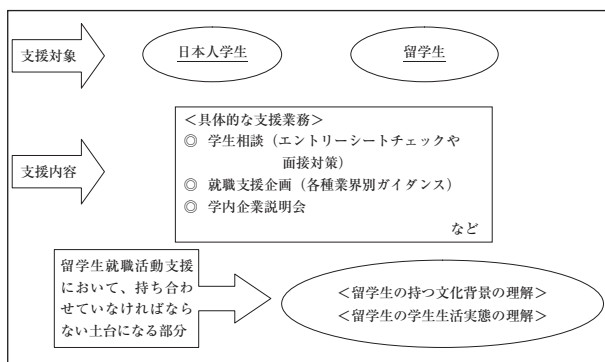 支援対象
日本人学生
留学生
支援内容
＜具体的な支援業務＞
◎ 学生相談（エントリーシートチェックや
面接対策）
◎ 就職支援企画（各種業界別ガイダンス）
◎ 学内企業説明会
など
留学生就職活動支援
において、持ち合わ
せていなければなら
ない土台になる部分
＜留学生の持つ文化背景の理解＞
＜留学生の学生生活実態の理解＞